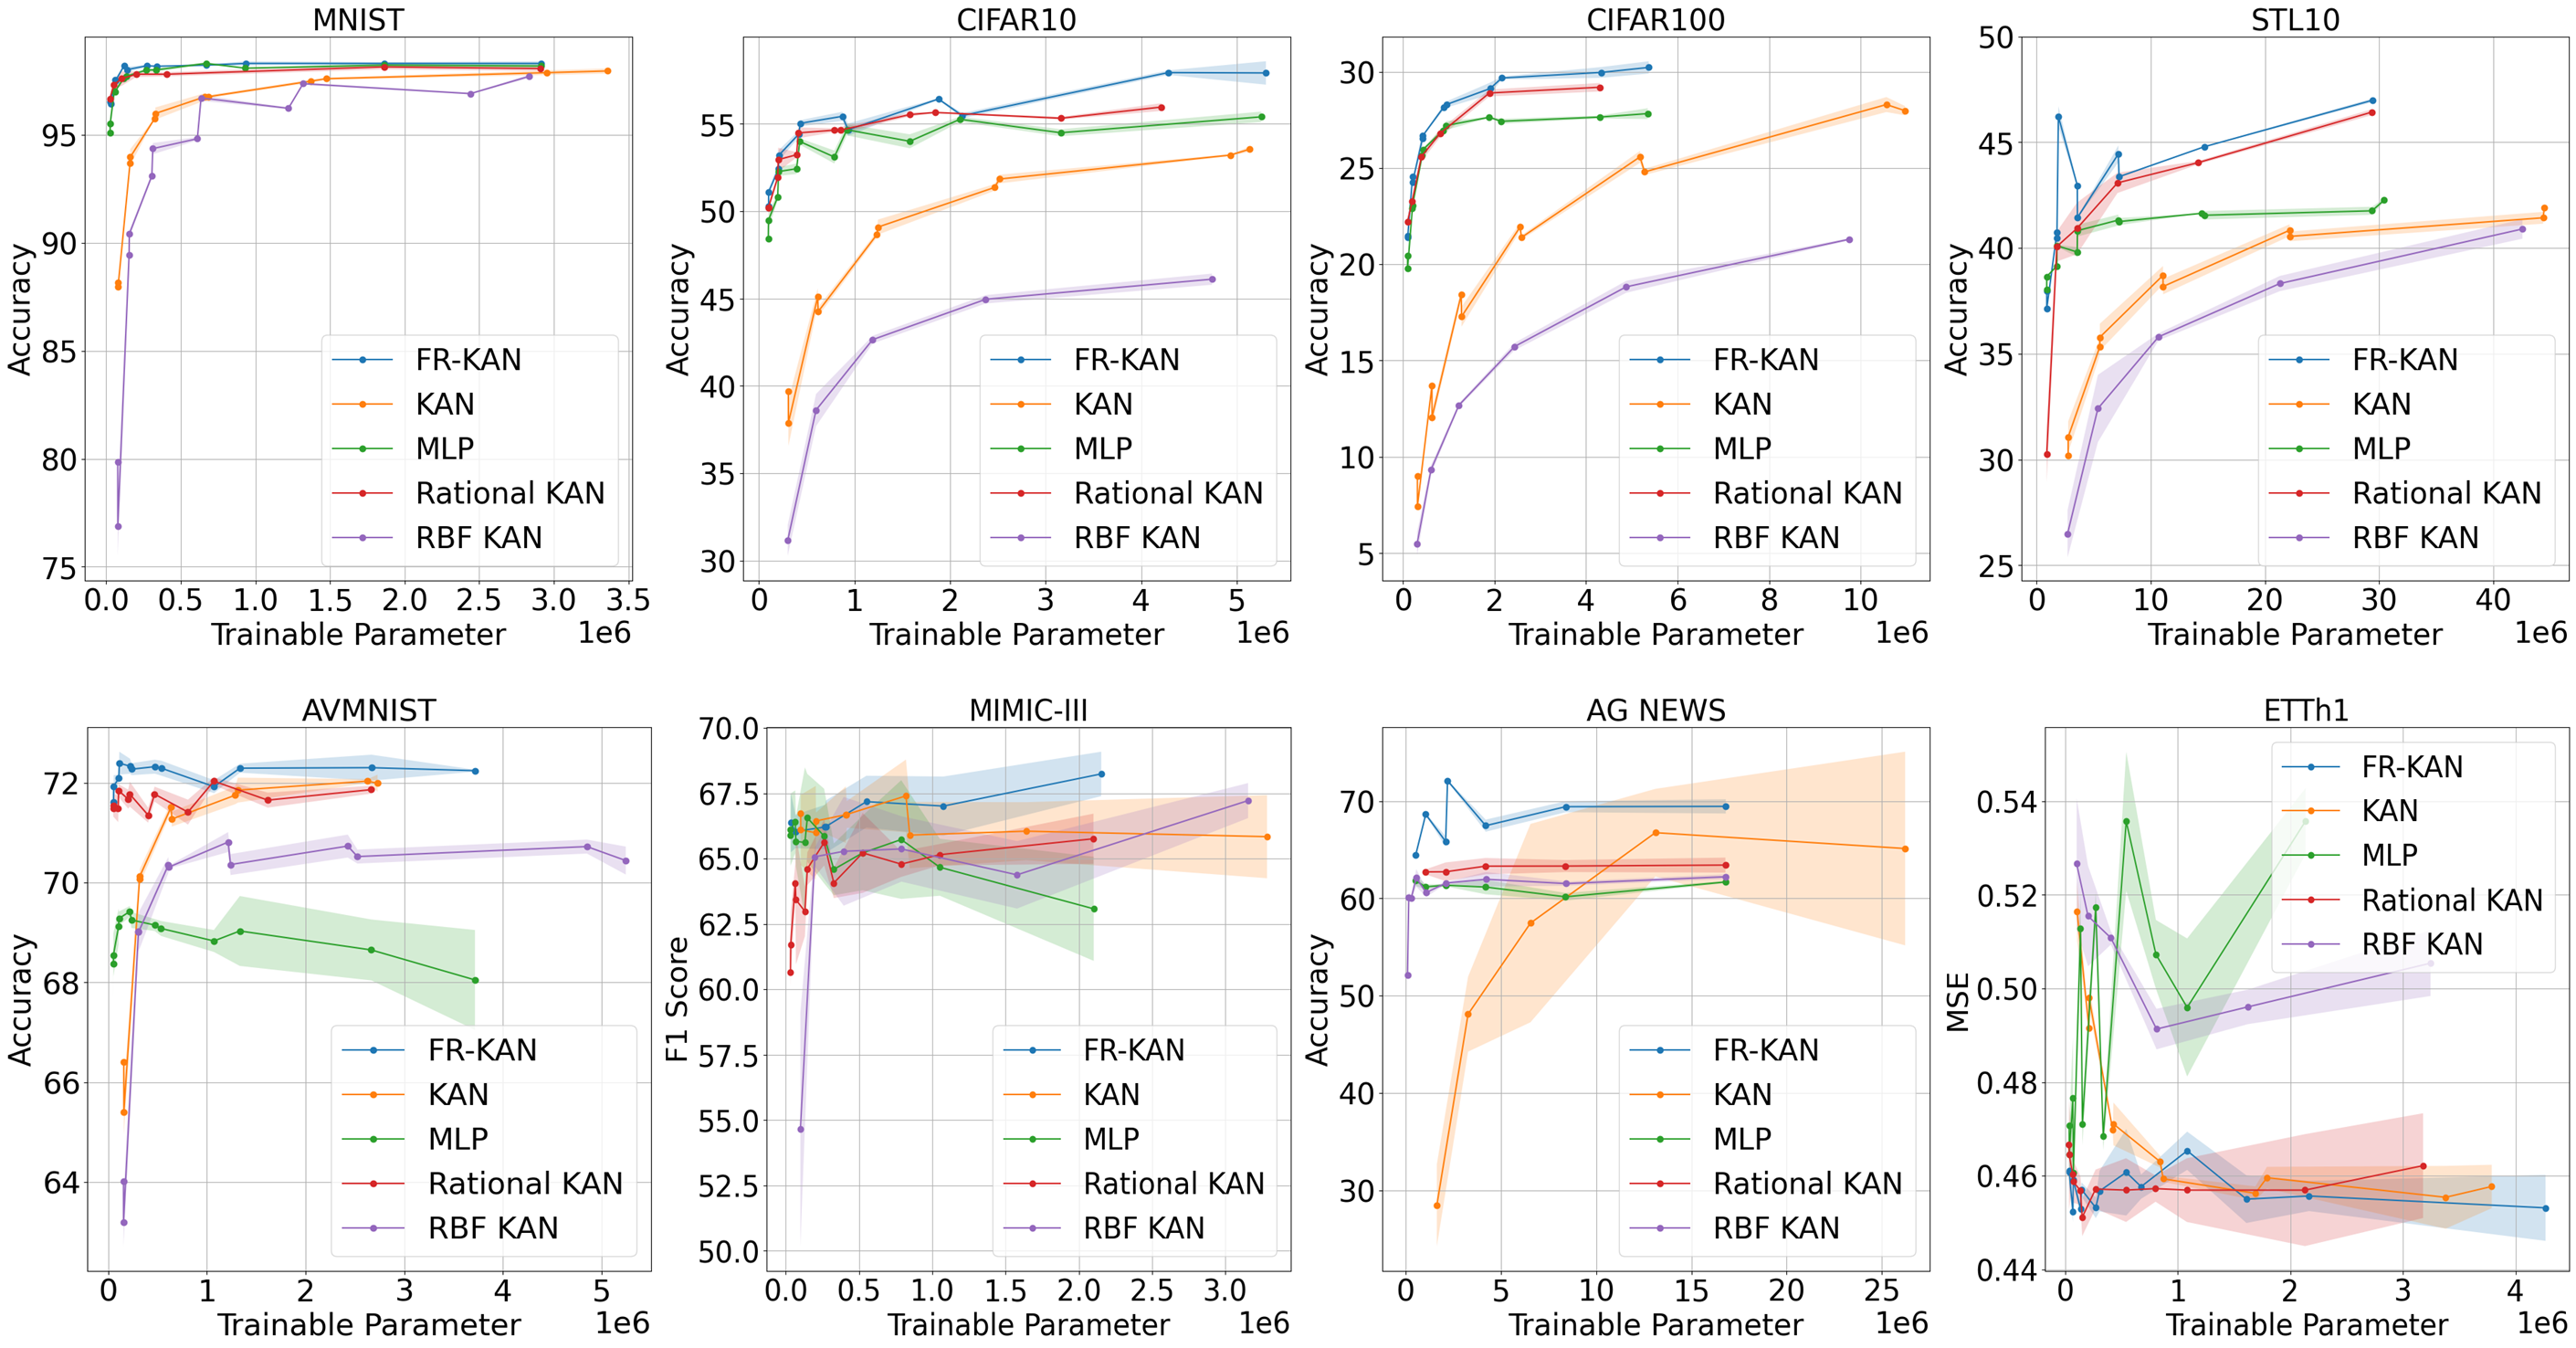 MNIST
Accuracy
95
90
85
80
75
0.0 0.5 1.0 1.5 2.0 2.5 3.0 3.5
Trainable Parameter 1e6
FR-KAN
KAN
MLP
Rational KAN
RBF KAN
CIFAR10
Accuracy
55
50
45
40
35
30
0 1 2 3 4 5
Trainable Parameter 1e6
FR-KAN
KAN
MLP
Rational KAN
RBF KAN
CIFAR100
Accuracy
30
25
20
15
10
5
0 2 4 6 8 10
Trainable Parameter 1e6
FR-KAN
KAN
MLP
Rational KAN
RBF KAN
STL10
Accuracy
50
45
40
35
30
25
0 10 20 30 40
Trainable Parameter 1e6
FR-KAN
KAN
MLP
Rational KAN
RBF KAN
AVMNIST
Accuracy
72
70
68
66
64
0 1 2 3 4 5
Trainable Parameter 1e6
FR-KAN
KAN
MLP
Rational KAN
RBF KAN
MIMIC-III
F1 Score
70.0
67.5
65.0
62.5
60.0
57.5
55.0
52.5
50.0
0.0 0.5 1.0 1.5 2.0 2.5 3.0
Trainable Parameter 1e6
FR-KAN
KAN
MLP
Rational KAN
RBF KAN
AG NEWS
Accuracy
70
60
50
40
30
0 5 10 15 20 25
Trainable Parameter 1e6
FR-KAN
KAN
MLP
Rational KAN
RBF KAN
ETTh1
MSE
0.54
0.52
0.50
0.48
0.46
0.44
0 1 2 3 4
Trainable Parameter 1e6
FR-KAN
KAN
MLP
Rational KAN
RBF KAN